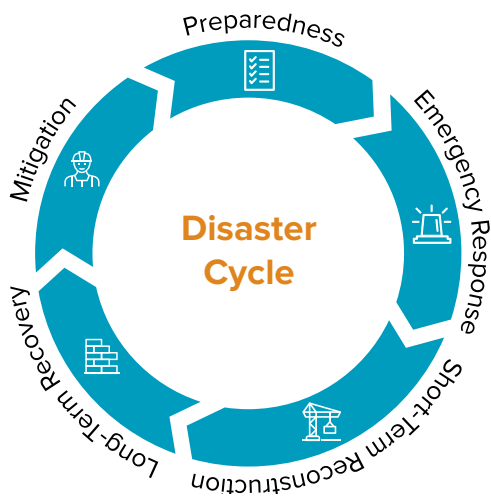 Preparedness
Emergency Response
Short-Term Reconstruction
Long-Term Recovery
Mitigation
Disaster
Cycle